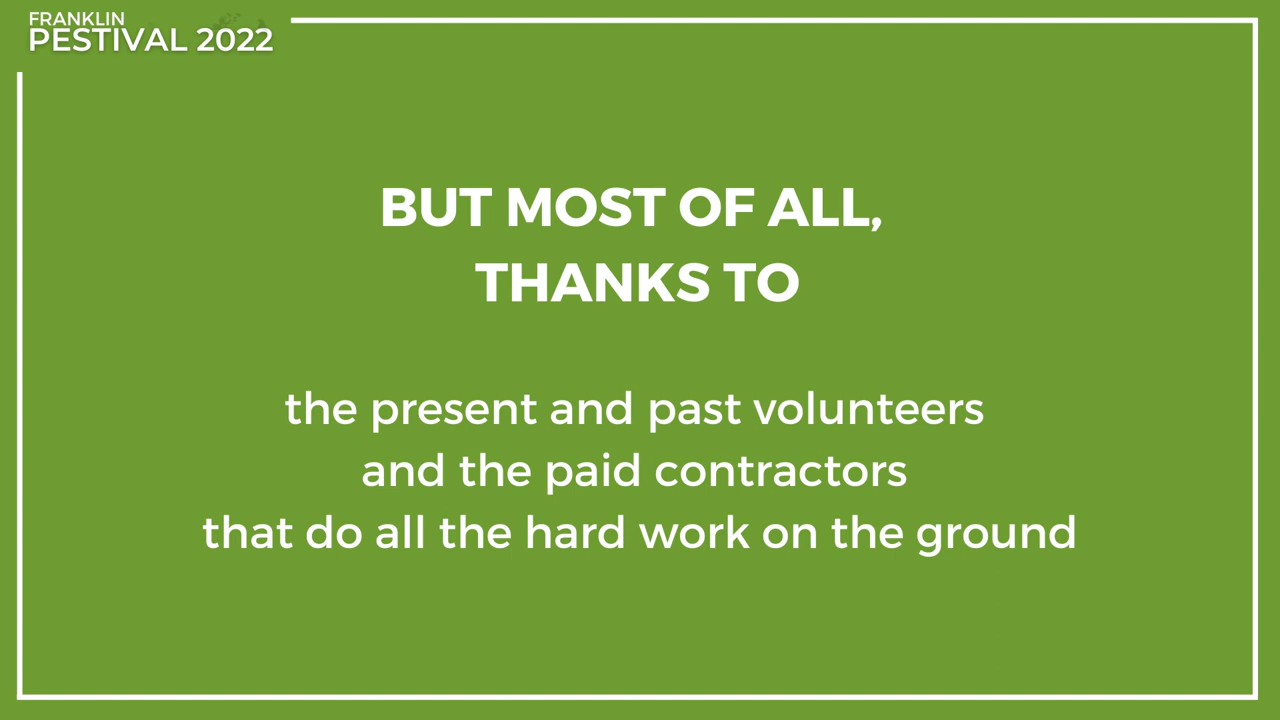 FRANKLIN
PESTIVAL 2022
BUT MOST OF ALL,
THANKS TO
the present and past volunteers
and the paid contractors
that do all the hard work on the ground